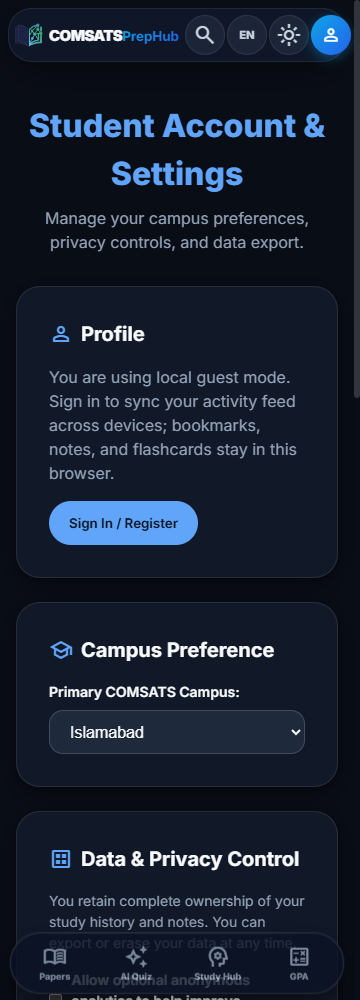 COMSATSPrepHub EN
Student Account &
Settings
Manage your campus preferences,
privacy controls, and data export.
Profile
You are using local guest mode.
Sign in to sync your activity feed
across devices; bookmarks,
notes, and flashcards stay in this
browser.
Sign In / Register
Campus Preference
Primary COMSATS Campus:
Islamabad
Data & Privacy Control
You retain complete ownership of your
study history and notes. You can
export or erase your data at any time.
Allow optional anonymous
Papers AI Quiz Study Hub GPA
analytics to help improve